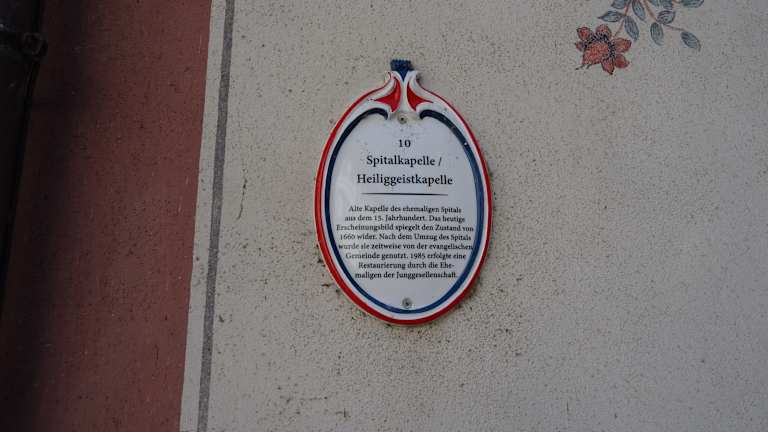 10
Spitalkapelle /
Heiliggeistkapelle
Alte Kapelle des ehemaligen Spitals
aus dem 15. Jahrhundert. Das heutige
Erscheinungsbild spiegelt den Zustand von
1660 wider. Nach dem Umzug des Spitals
wurde sie zeitweise von der evangelischen
Gemeinde genutzt. 1985 erfolgte eine
Restaurierung durch die Ehe-
maligen der Junggesellenschaft.